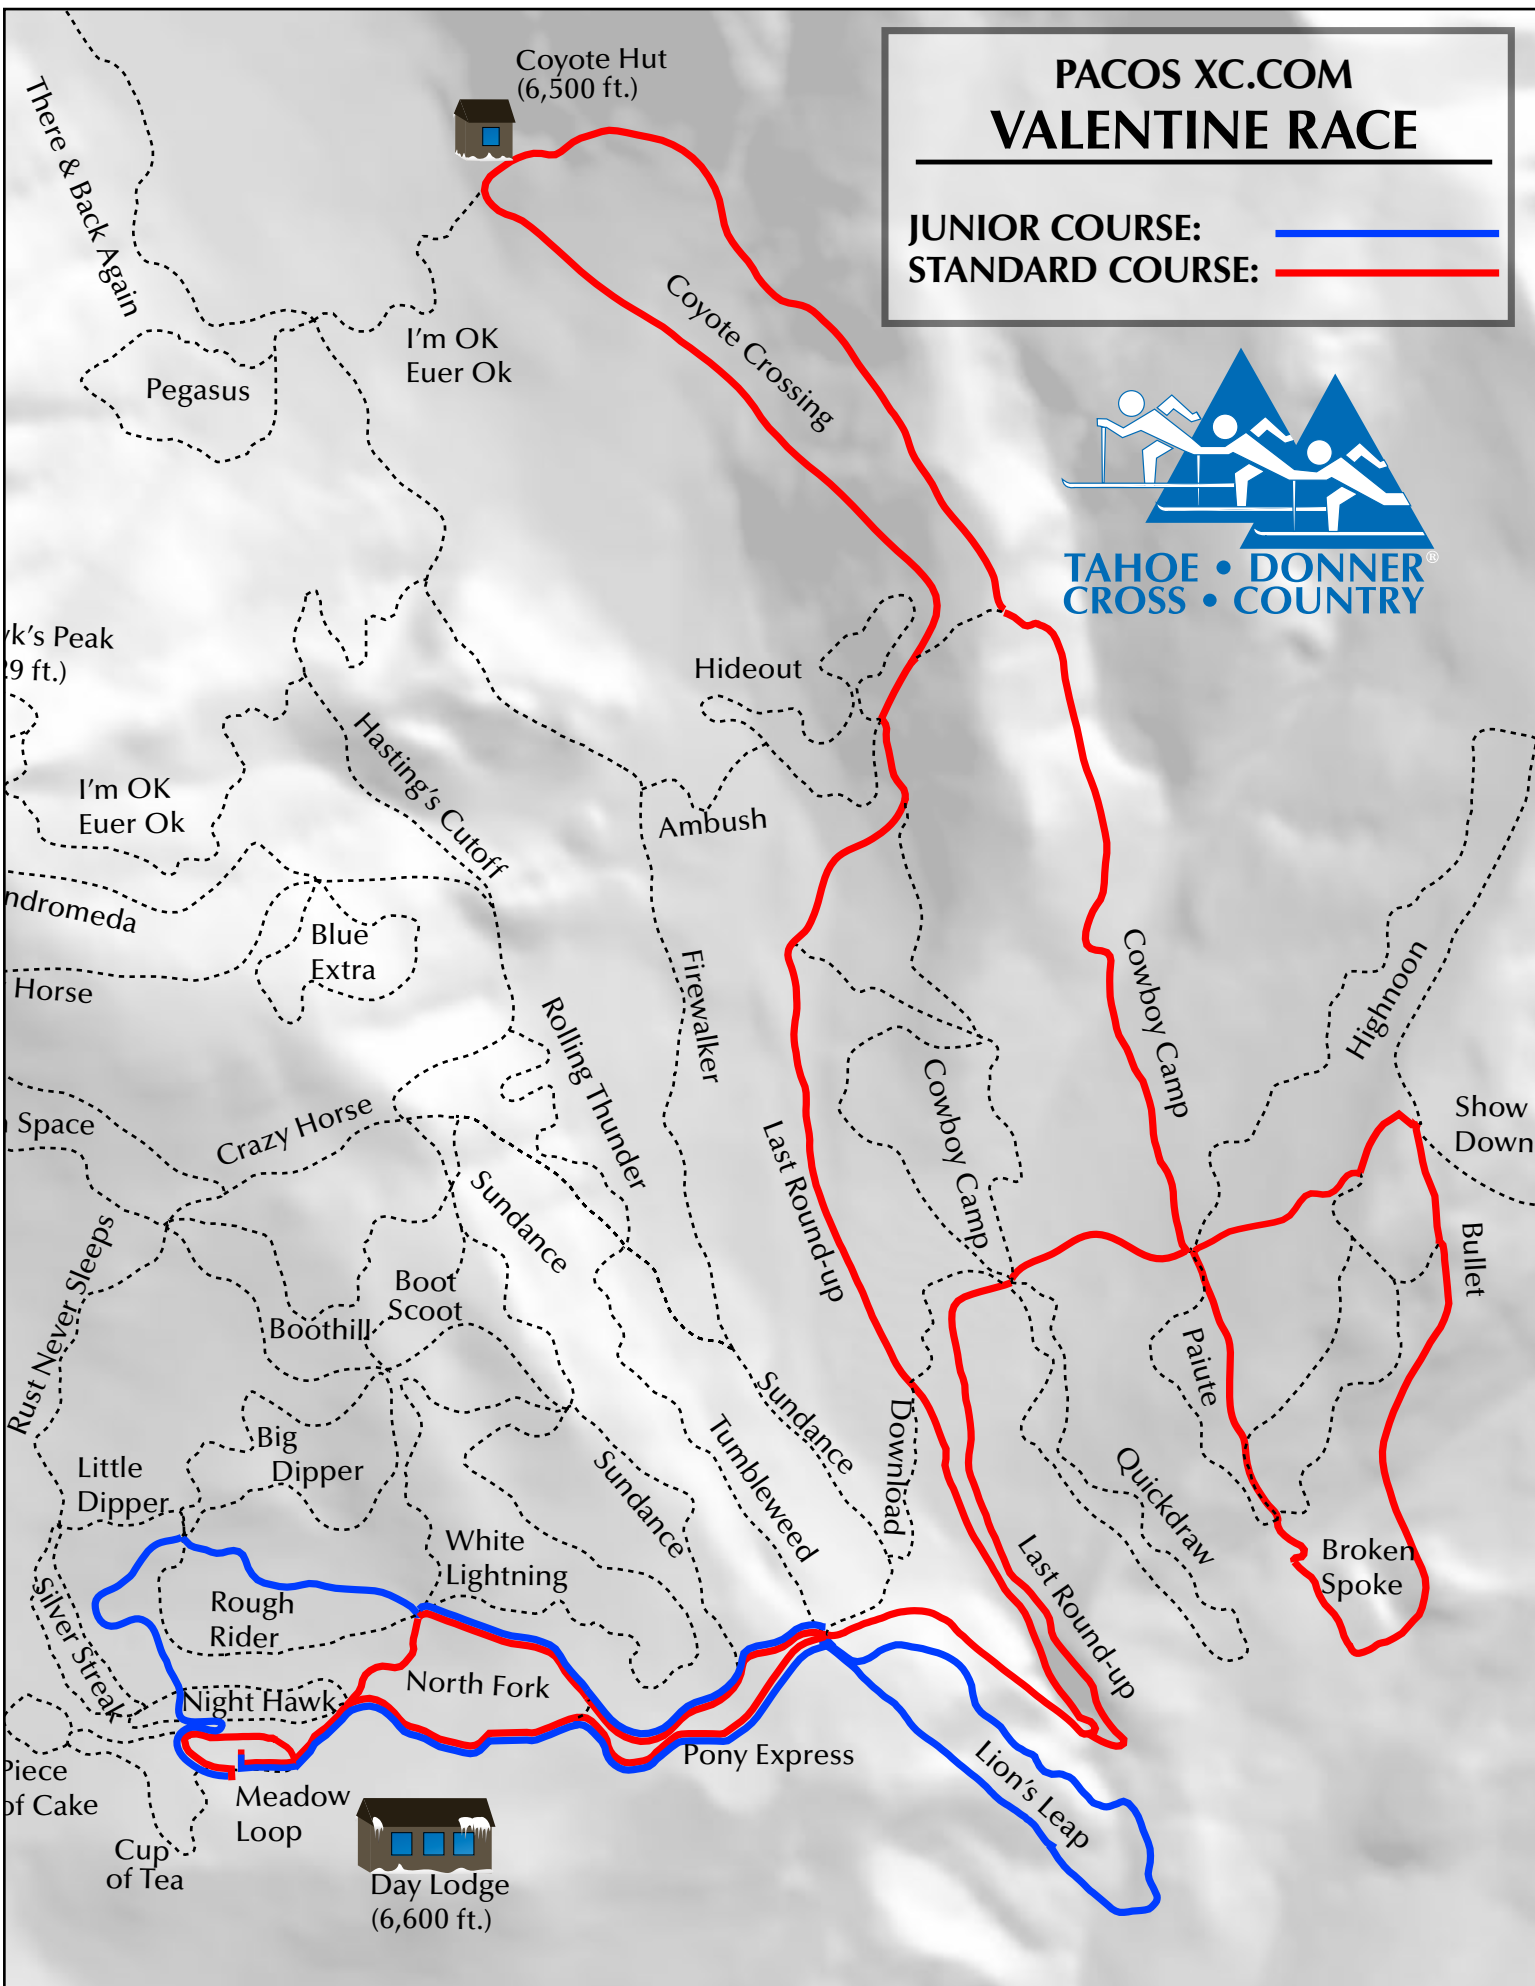 Coyote Hut
(6,500 ft.)
PACOS XC.COM
VALENTINE RACE
JUNIOR COURSE:
STANDARD COURSE:
There & Back Again
Coyote Crossing
I'm OK
Euer Ok
Pegasus
TAHOE • DONNER®
CROSS • COUNTRY
yk's Peak
29 ft.)
Hideout
Hasting's Cutoff
I'm OK
Euer Ok
Ambush
ndromeda
Blue
Extra
Horse
Firewalker
Cowboy Camp
Highnoon
Rolling Thunder
Cowboy Camp
Space
Crazy Horse
Show
Down
Last Round-up
Sundance
Rust Never Sleeps
Boot
Scoot
Boothill
Bullet
Paiute
Sundance
Download
Tumbleweed
Big
Dipper
Little
Dipper
Sundance
Quickdraw
White
Lightning
Last Round-up
Broken
Spoke
Silver Streak
Rough
Rider
North Fork
Night Hawk
Pony Express
Lion's Leap
Piece
of Cake
Meadow
Loop
Cup
of Tea
Day Lodge
(6,600 ft.)